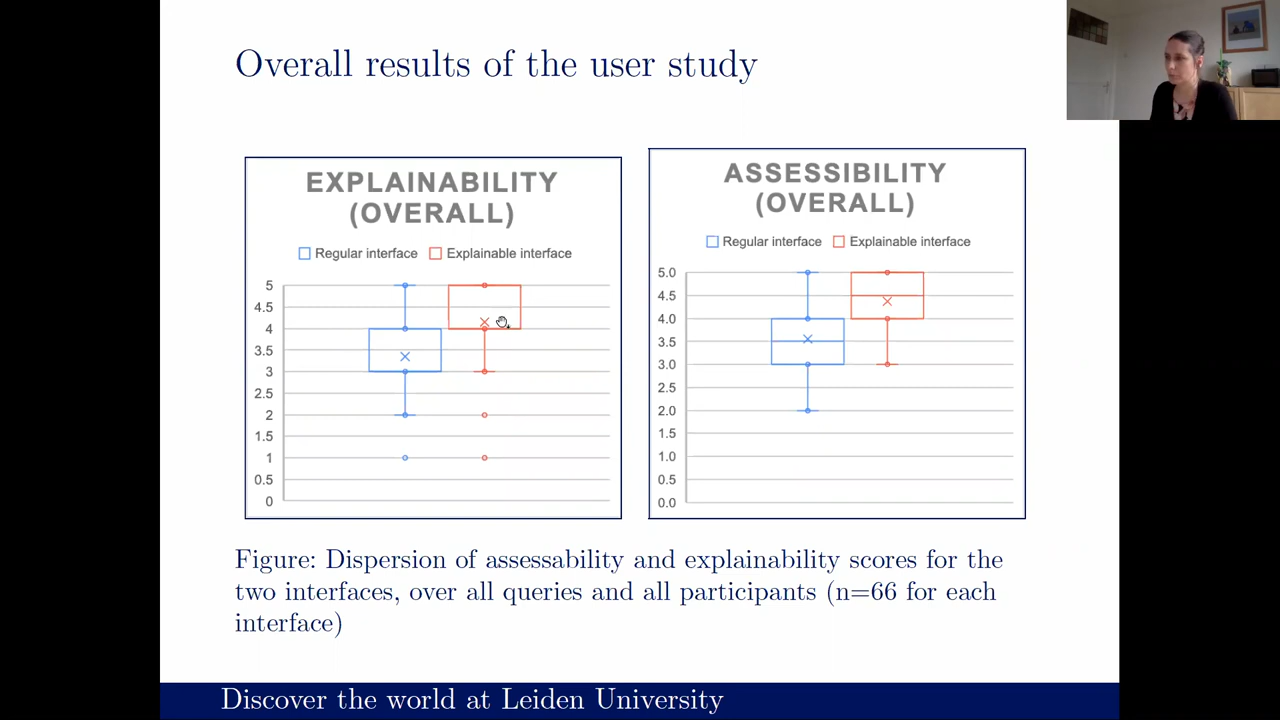 Overall results of the user study
EXPLAINABILITY
(OVERALL)
Regular interface Explainable interface
5
4.5
4
3.5
3
2.5
2
1.5
1
0.5
0
ASSESSIBILITY
(OVERALL)
Regular interface Explainable interface
5.0
4.5
4.0
3.5
3.0
2.5
2.0
1.5
1.0
0.5
0.0
Figure: Dispersion of assessability and explainability scores for the
two interfaces, over all queries and all participants (n=66 for each
interface)
Discover the world at Leiden University